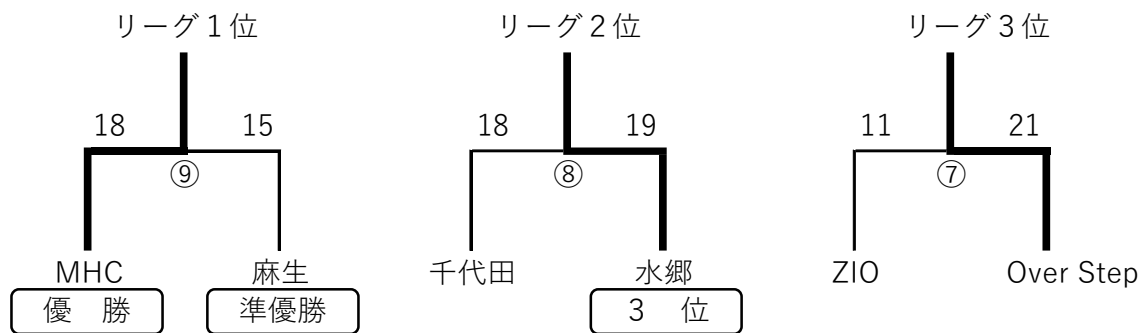 リーグ１位 リーグ２位 リーグ３位
18 15 18 19 11 21
⑨ ⑧ ⑦
MHC 麻生 千代田 水郷 ZIO Over Step
優　勝 準優勝 3　位